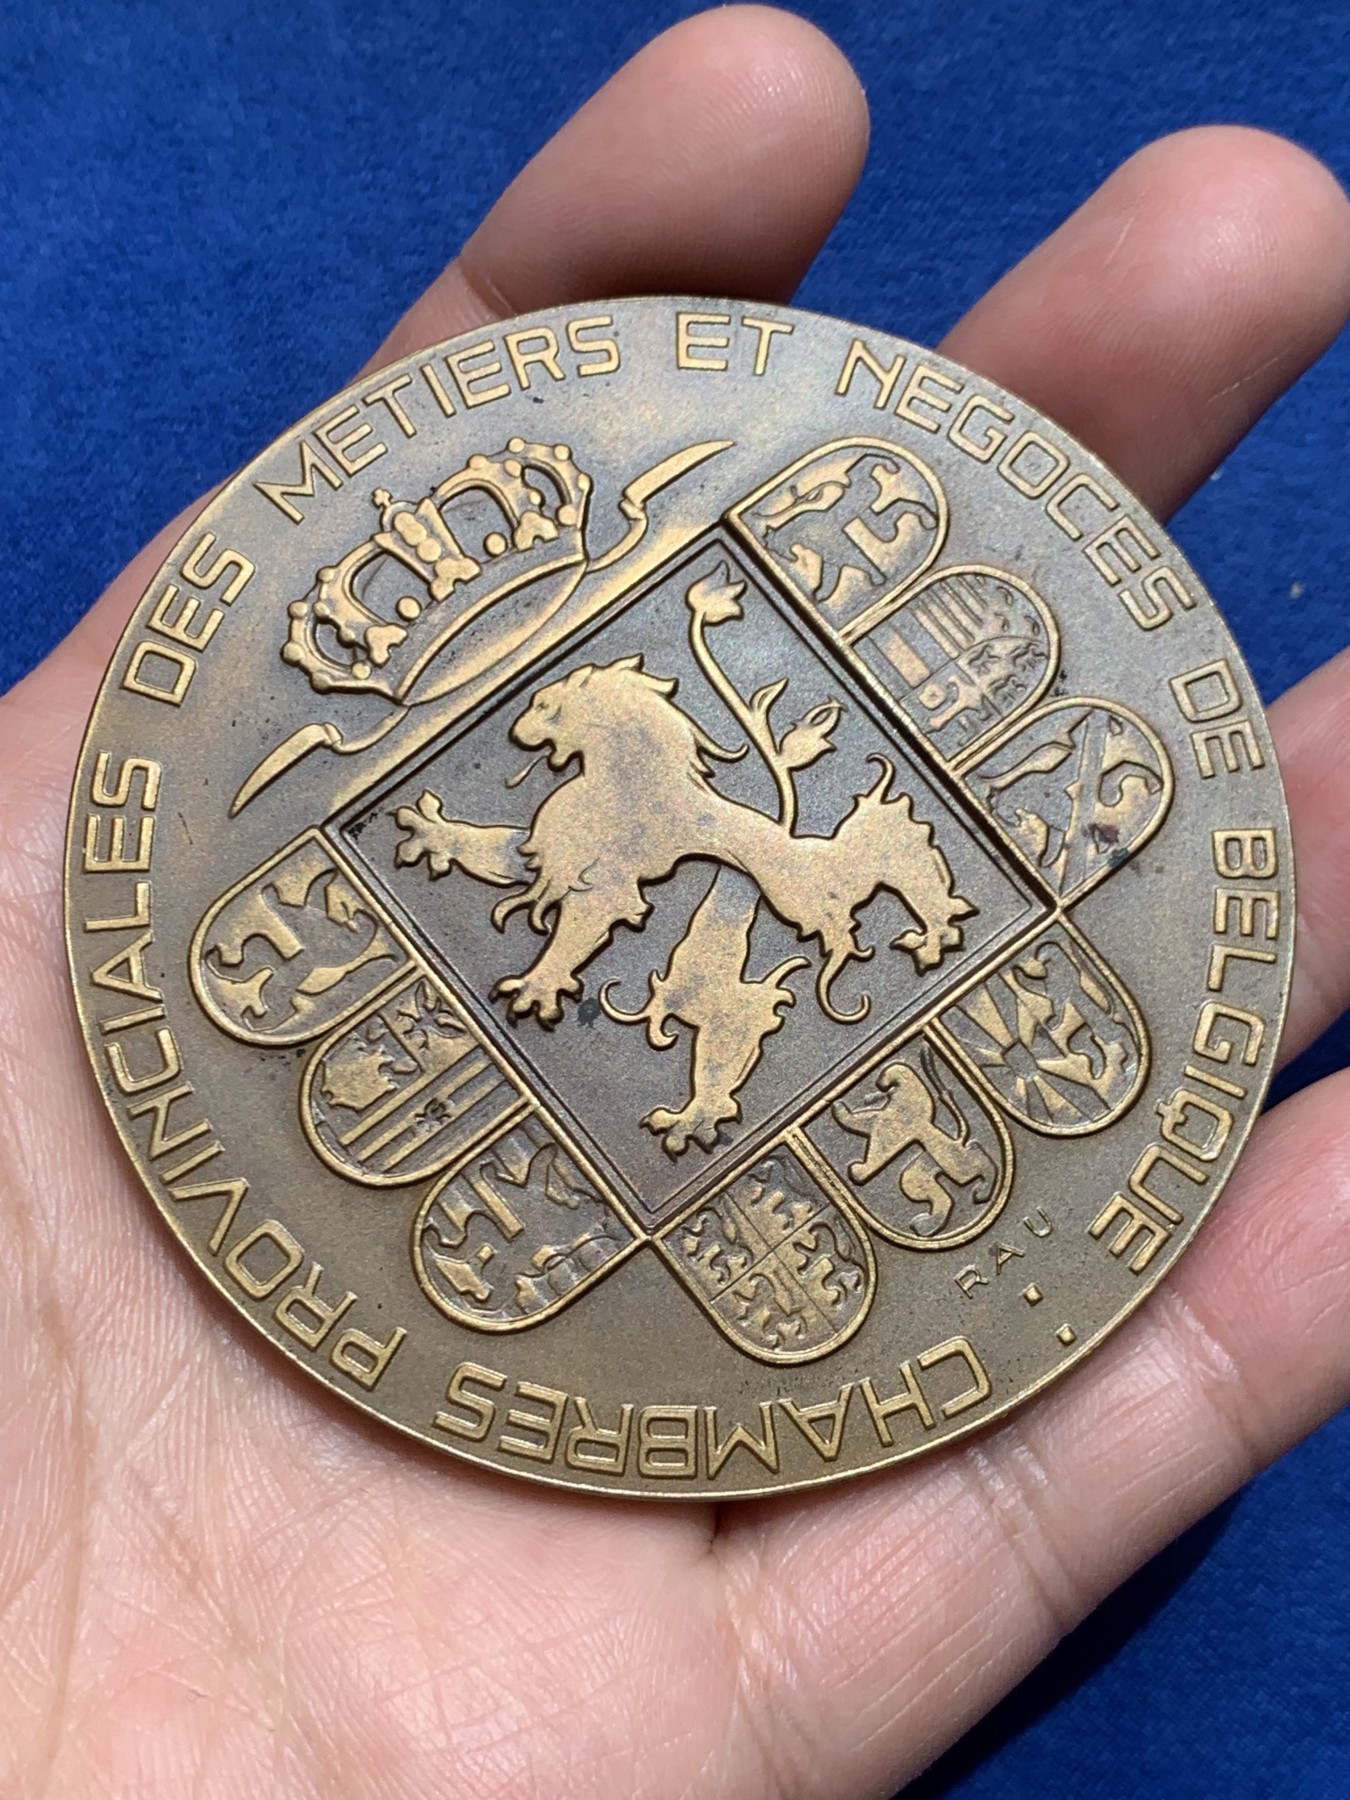 CHAMBRES PROVINCIALES DES METIERS ET NEGOCES DE BELGIQUE :
RAU